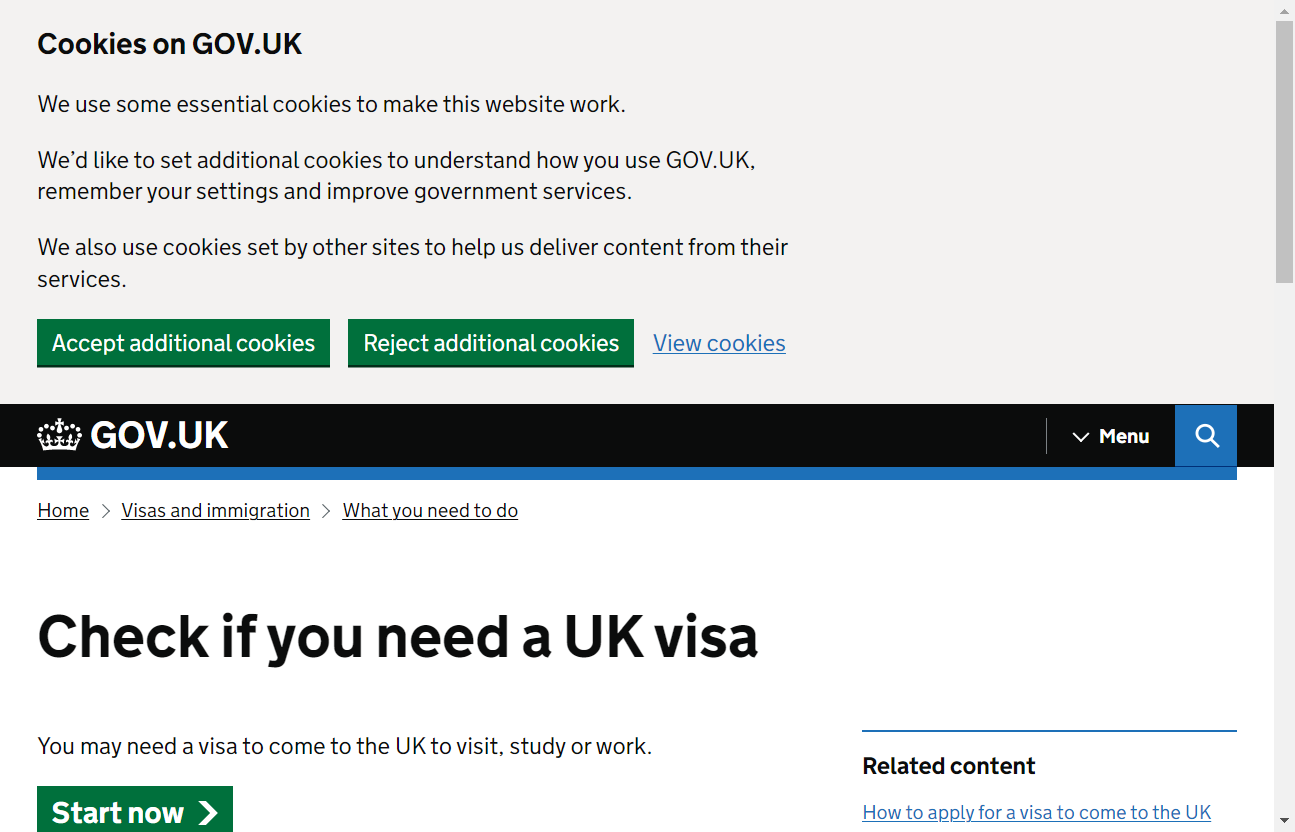 Cookies on GOV.UK
We use some essential cookies to make this website work.
We’d like to set additional cookies to understand how you use GOV.UK,
remember your settings and improve government services.
We also use cookies set by other sites to help us deliver content from their
services.
Accept additional cookies Reject additional cookies View cookies
GOV.UK Menu
Home Visas and immigration What you need to do
Check if you need a UK visa
You may need a visa to come to the UK to visit, study or work.
Start now
Related content
How to apply for a visa to come to the UK